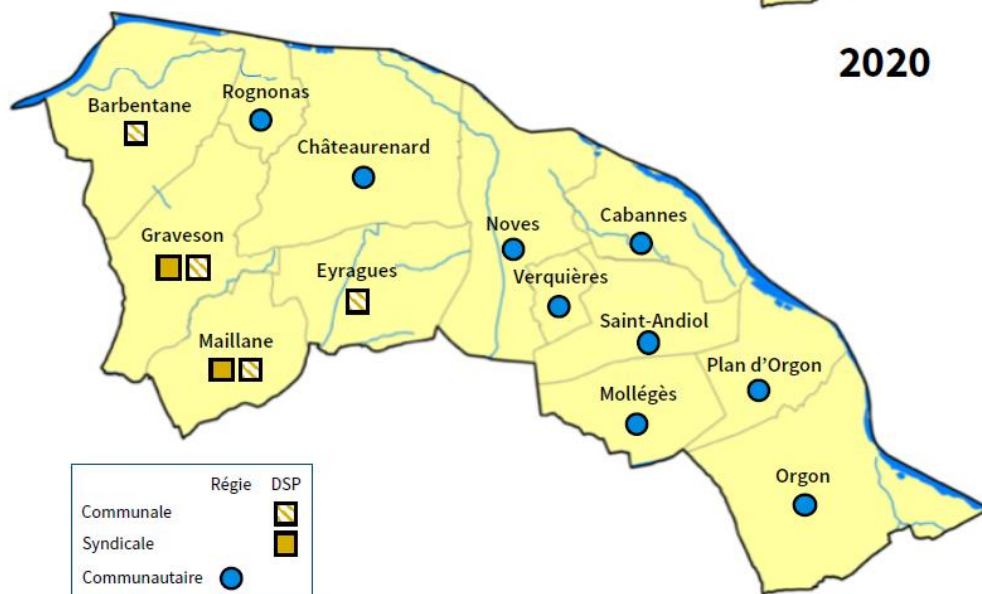 2020
Barbentane
Rognonas
Châteaurenard
Graveson
Eyragues
Noves
Cabannes
Verquières
Maillane
Saint-Andiol
Plan d'Orgon
Mollégès
Orgon
Régie DSP
Communale
Syndicale
Communautaire